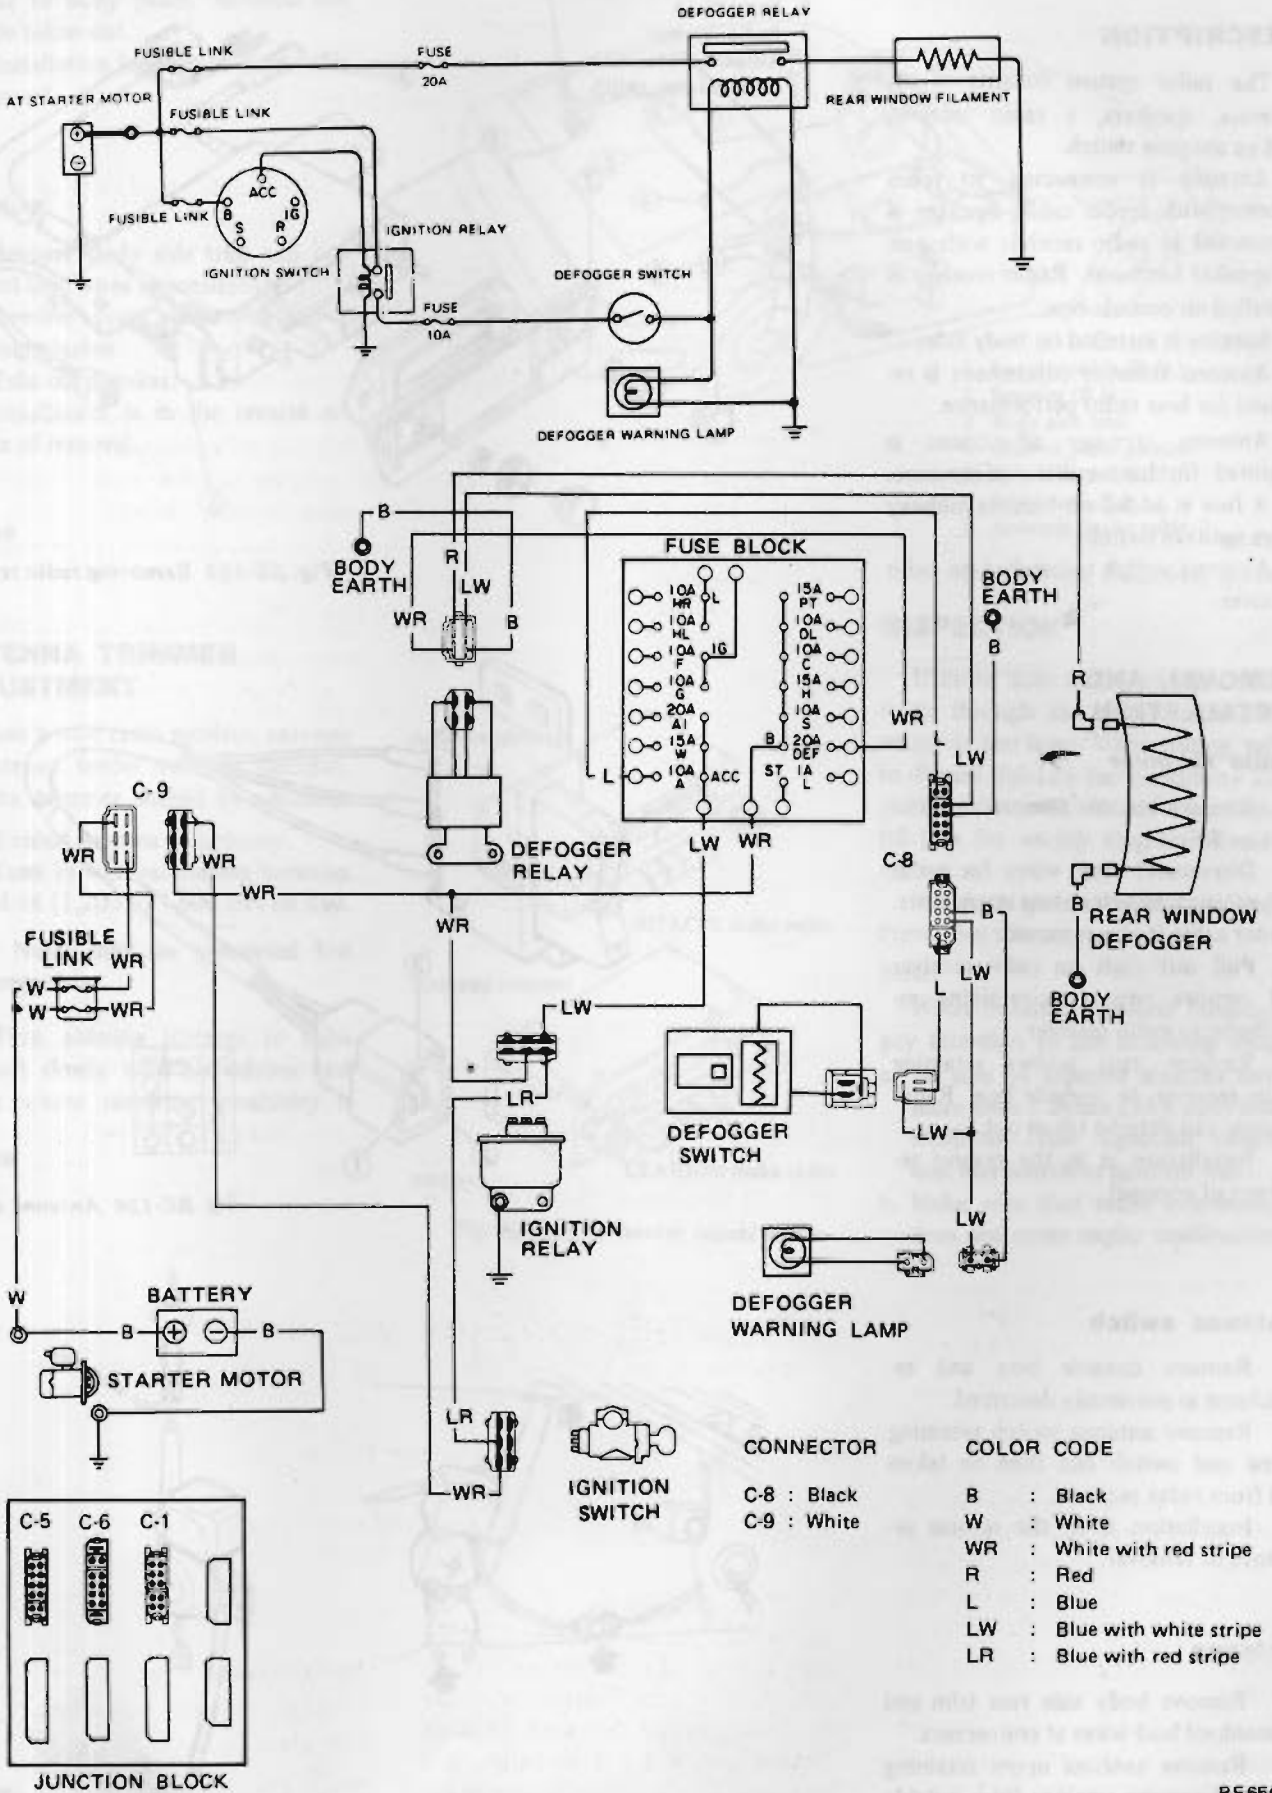 DEFOGGER RELAY
FUSIBLE LINK
FUSE
20A
AT STARTER MOTOR
FUSIBLE LINK
REAR WINDOW FILAMENT
ACC
FUSIBLE LINK
B
IG
S
R
IGNITION RELAY
IGNITION SWITCH
DEFOGGER SWITCH
FUSE
10A
DEFOGGER WARNING LAMP
B
BODY
EARTH
R
LW
WR
B
FUSE BLOCK
10A
HR
L
15A
PT
10A
HL
10A
OL
10A
F
IG
10A
C
10A
G
15A
H
20A
AI
10A
S
15A
W
B
20A
DEF
10A
A
ACC
ST
1A
L
L
WR
LW
WR
BODY
EARTH
B
R
L
LW
C-8
B
LW
L
REAR WINDOW
DEFOGGER
B
BODY
EARTH
C-9
WR
WR
WR
DEFOGGER
RELAY
WR
FUSIBLE
LINK
WR
W
W
WR
LW
LR
DEFOGGER
SWITCH
LW
LW
IGNITION
RELAY
DEFOGGER
WARNING LAMP
W
BATTERY
B
B
STARTER MOTOR
LR
WR
IGNITION
SWITCH
CONNECTOR
C-8 : Black
C-9 : White
COLOR CODE
B : Black
W : White
WR : White with red stripe
R : Red
L : Blue
LW : Blue with white stripe
LR : Blue with red stripe
C-5
C-6
C-1
JUNCTION BLOCK